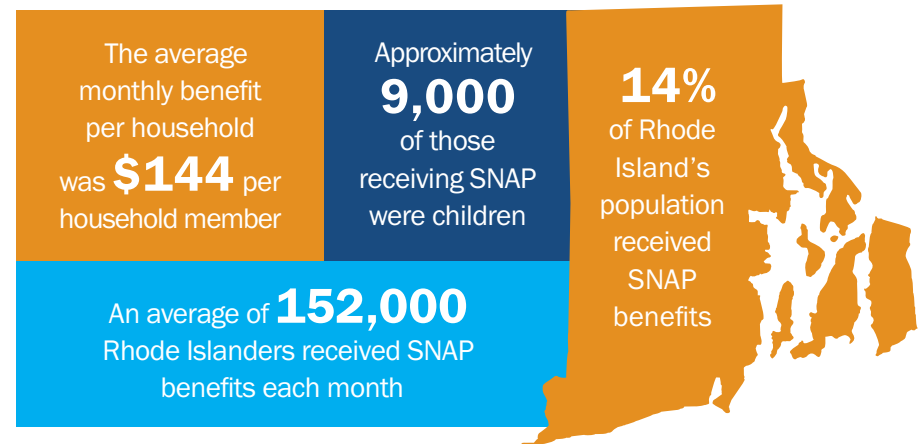 The average
monthly benefit
per household
was $144 per
household member
Approximately
9,000
of those
receiving SNAP
were children
14%
of Rhode
Island's
population
received
SNAP
benefits
An average of 152,000
Rhode Islanders received SNAP
benefits each month